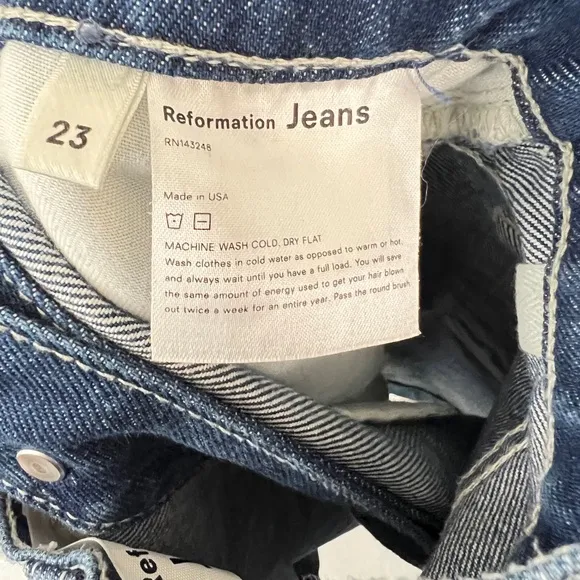 23
Reformation Jeans
RN143248
Made in USA
MACHINE WASH COLD, DRY FLAT
Wash clothes in cold water as opposed to warm or hot,
and always wait until you have a full load. You will save
the same amount of energy used to get your hair blown
out twice a week for an entire year. Pass the round brush.